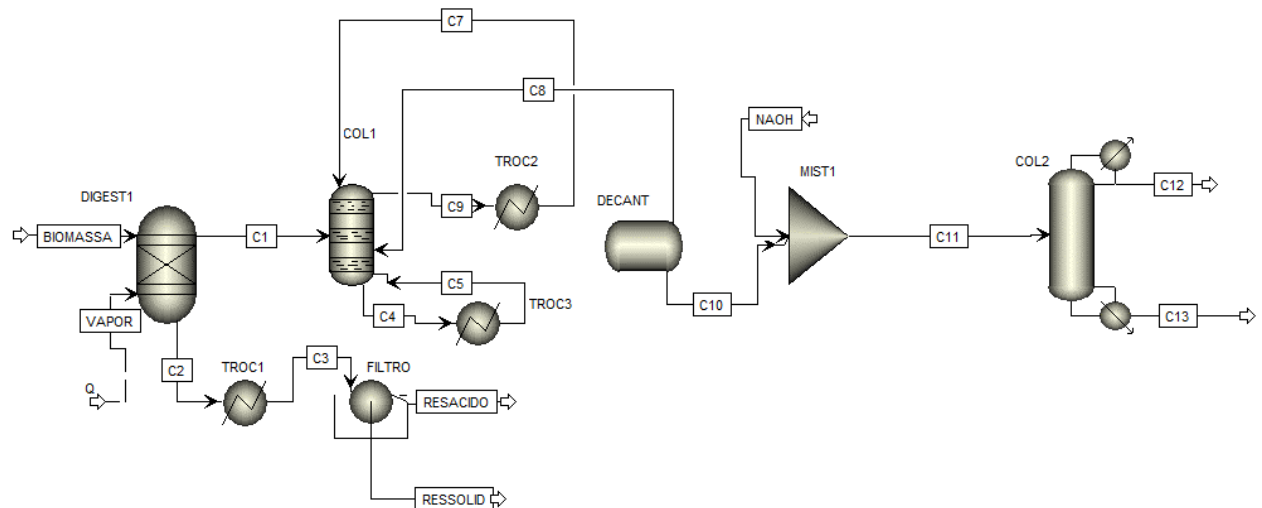 C7
C8
NAOH
COL1
MIST1
TROC2
COL2
DIGEST1
C12
C9
DECANT
BIOMASSA
C1
C11
C5
TROC3
C10
C4
C13
VAPOR
C3
C2
TROC1
FILTRO
Q
RESACIDO
RESSOLID